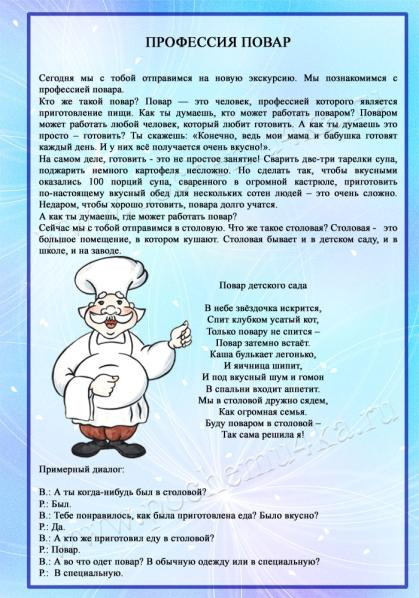 ПРОФЕССИЯ ПОВАР
Сегодня мы с тобой отправимся на новую экскурсию. Мы познакомимся с
профессией повара.
Кто же такой повар? Повар — это человек, профессией которого является
приготовление пищи. Как ты думаешь, кто может работать поваром? Поваром
может работать любой человек, который любит готовить. А как ты думаешь это
просто – готовить? Ты скажешь: «Конечно, ведь мои мама и бабушка готовят
каждый день. И у них всё получается очень вкусно!».
На самом деле, готовить - это не простое занятие! Сварить две-три тарелки супа,
поджарить немного картофеля несложно. Но сделать так, чтобы вкусными
оказались 100 порций супа, сваренного в огромной кастрюле, приготовить
по-настоящему вкусный обед для нескольких сотен людей – это очень сложно.
Недаром, чтобы хорошо готовить, повара долго учатся.
А как ты думаешь, где может работать повар?
Сейчас мы с тобой отправимся в столовую. Что же такое столовая? Столовая - это
большое помещение, в котором кушают. Столовая бывает и в детском саду, и в
школе, и на заводе.
Повар детского сада
В небе звёздочка искрится,
Спит клубком усатый кот,
Только повару не спится –
Повар затемно встаёт.
Каша булькает легонько,
И яичница шипит,
И под вкусный шум и гомон
В спальни входит аппетит.
Мы в столовой дружно сядем,
Как огромная семья.
Буду поваром в столовой –
Так сама решила я!
Примерный диалог:
В.: А ты когда-нибудь был в столовой?
Р.: Был.
В.: Тебе понравилось, как была приготовлена еда? Было вкусно?
Р.: Да.
В.: А кто же приготовил еду в столовой?
Р.: Повар.
В.: А во что одет повар? В обычную одежду или в специальную?
Р.: В специальную.
www.pochemu4ka.ru